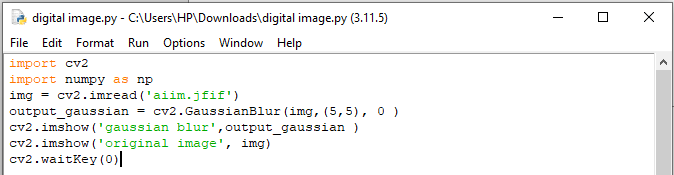 digital image.py - C:\Users\HP\Downloads\digital image.py (3.11.5)
File Edit Format Run Options Window Help
import cv2
import numpy as np
img = cv2.imread('aiim.jfif')
output_gaussian = cv2.GaussianBlur(img,(5,5), 0 )
cv2.imshow('gaussian blur',output_gaussian )
cv2.imshow('original image', img)
cv2.waitKey(0)